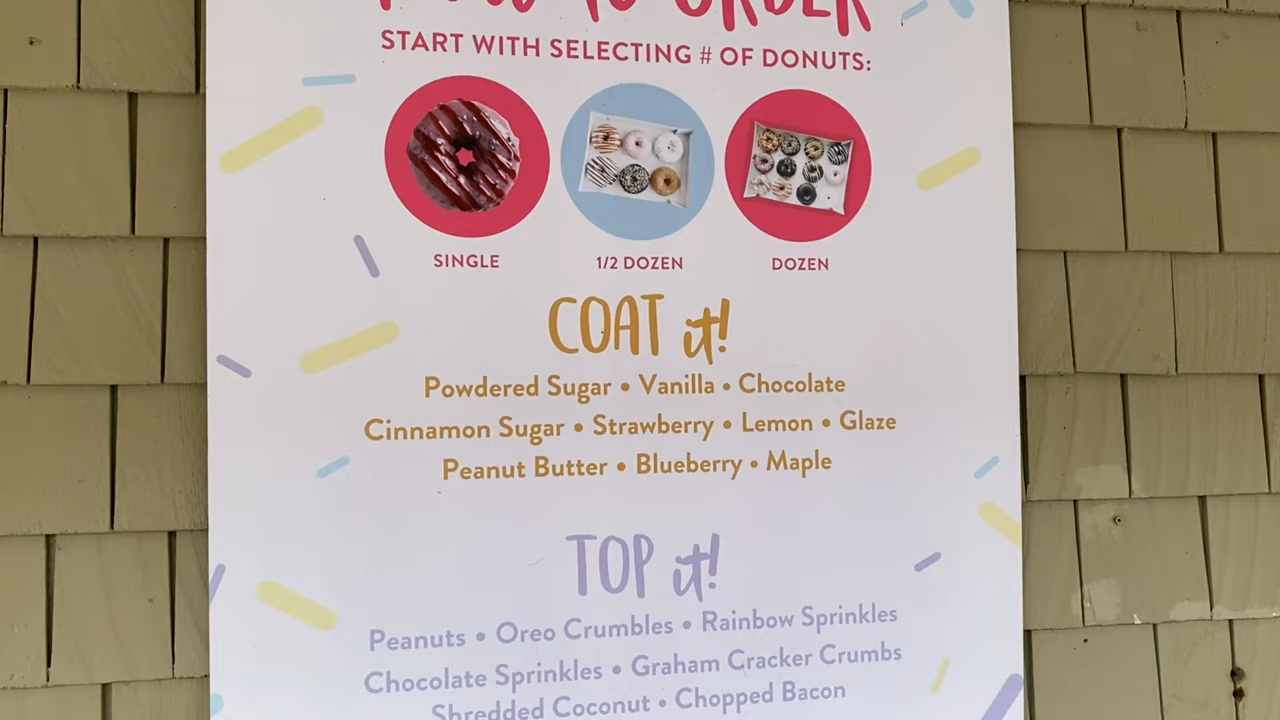 TO ORDER
START WITH SELECTING # OF DONUTS:
SINGLE
1/2 DOZEN
DOZEN
COAT it!
Powdered Sugar • Vanilla • Chocolate
Cinnamon Sugar • Strawberry • Lemon • Glaze
Peanut Butter • Blueberry • Maple
TOP it!
Peanuts • Oreo Crumbles • Rainbow Sprinkles
Chocolate Sprinkles • Graham Cracker Crumbs
Shredded Coconut • Chopped Bacon